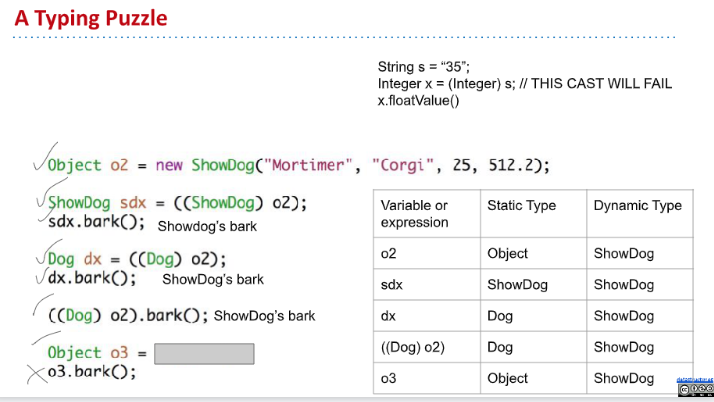 A Typing Puzzle
String s = “35”;
Integer x = (Integer) s; // THIS CAST WILL FAIL
x.floatValue()
Object o2 = new ShowDog("Mortimer", "Corgi", 25, 512.2);
ShowDog sdx = ((ShowDog) o2);
sdx.bark(); Showdog's bark
Dog dx = ((Dog) o2);
dx.bark(); ShowDog's bark
((Dog) o2).bark(); ShowDog's bark
Object o3 =
o3.bark();
Variable or expression Static Type Dynamic Type
o2 Object ShowDog
sdx ShowDog ShowDog
dx Dog ShowDog
((Dog) o2) Dog ShowDog
o3 Object ShowDog